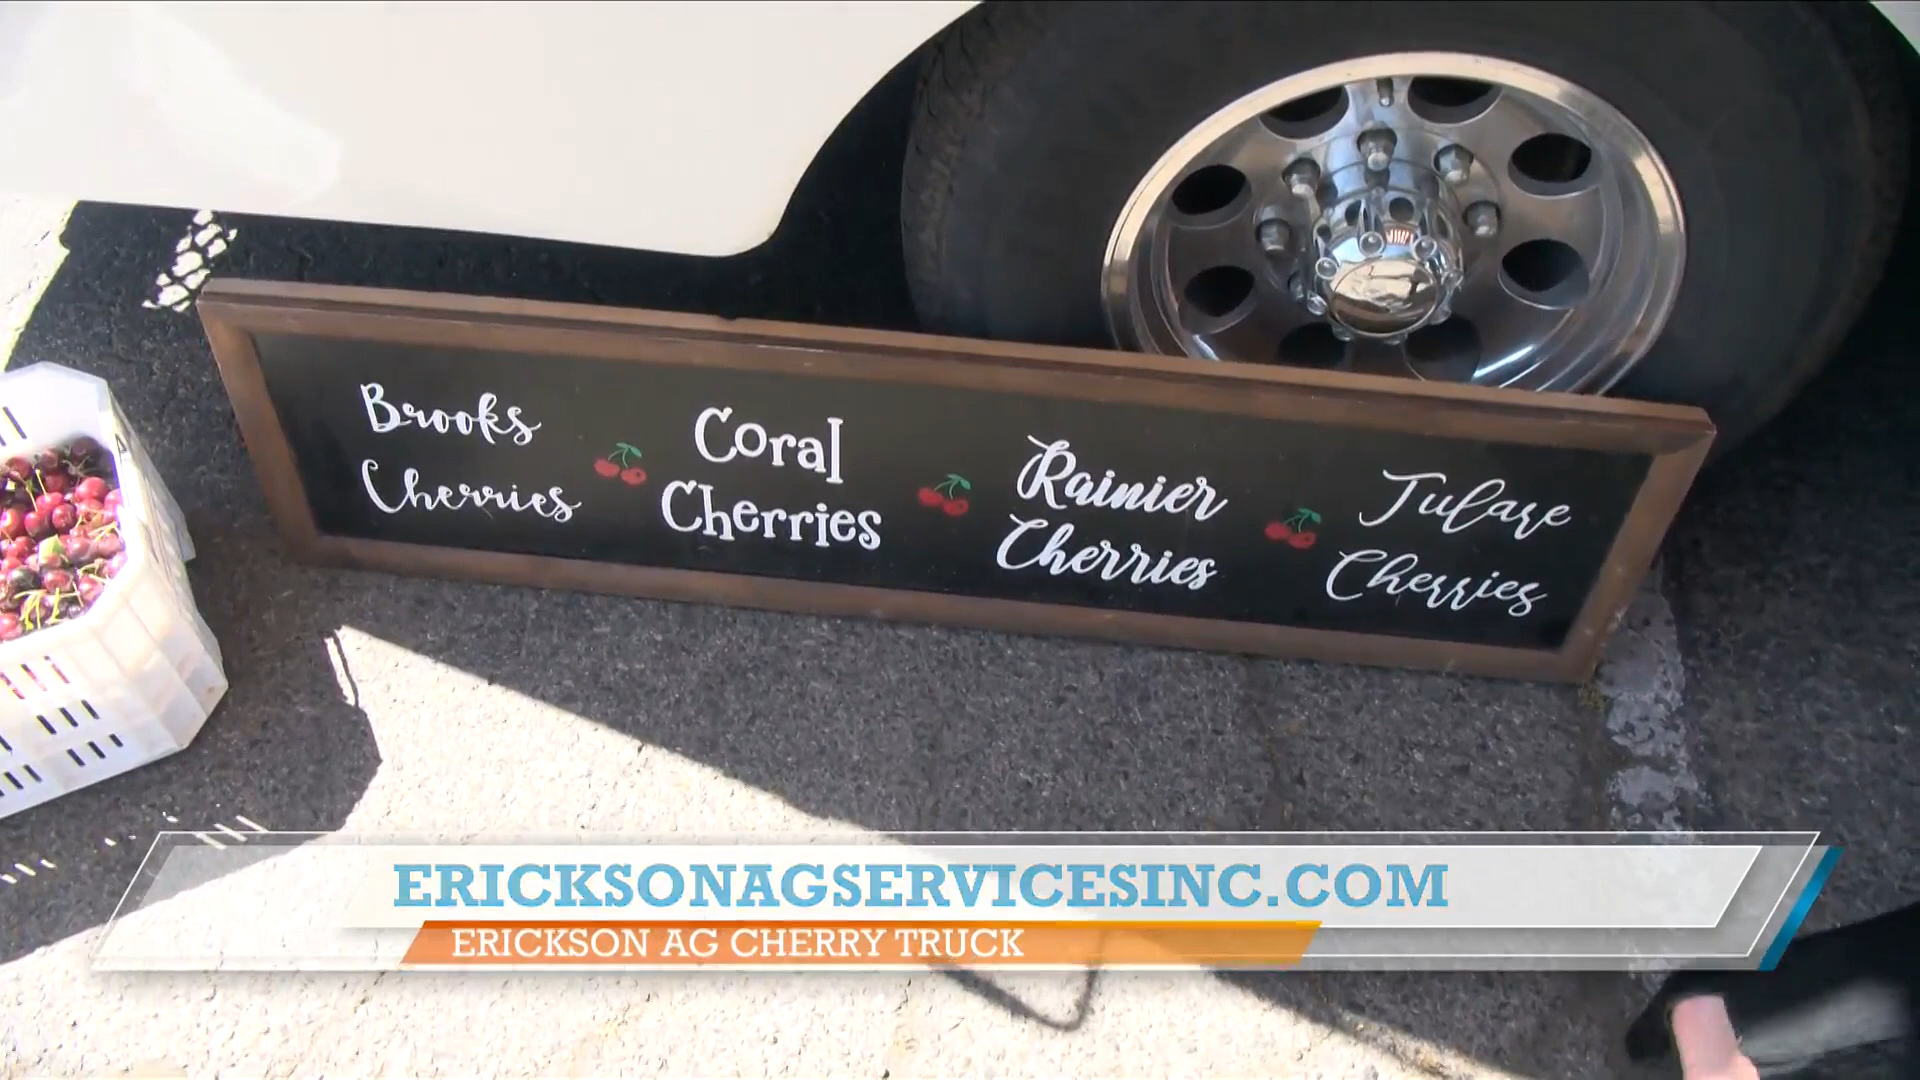 Brooks
Cherries
Coral
Cherries
Rainier
Cherries
Tulare
Cherries
ERICKSONAGSERVICESINC.COM
ERICKSON AG CHERRY TRUCK